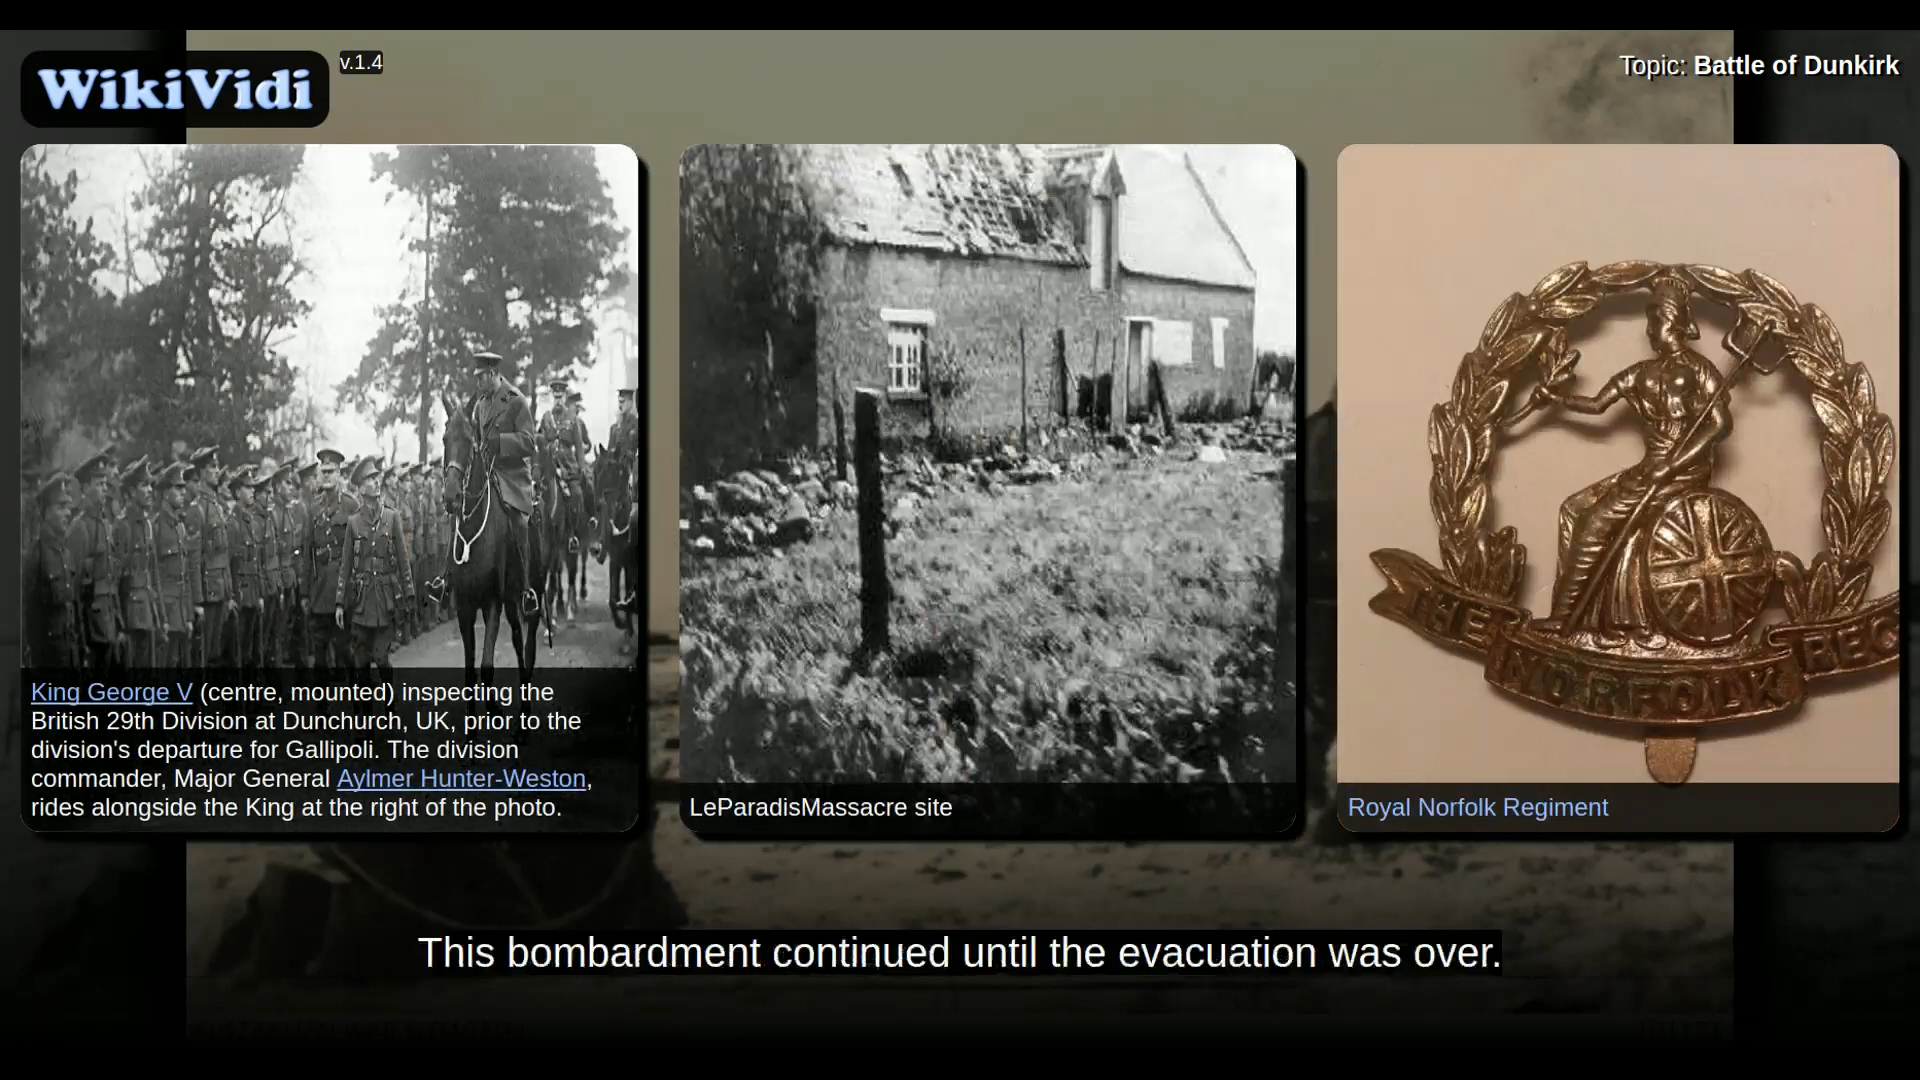 WikiVidi
v.1.4
Topic: Battle of Dunkirk
King George V (centre, mounted) inspecting the
British 29th Division at Dunchurch, UK, prior to the
division's departure for Gallipoli. The division
commander, Major General Aylmer Hunter-Weston,
rides alongside the King at the right of the photo.
LeParadisMassacre site
THE
NORFOLK
REG
Royal Norfolk Regiment
This bombardment continued until the evacuation was over.